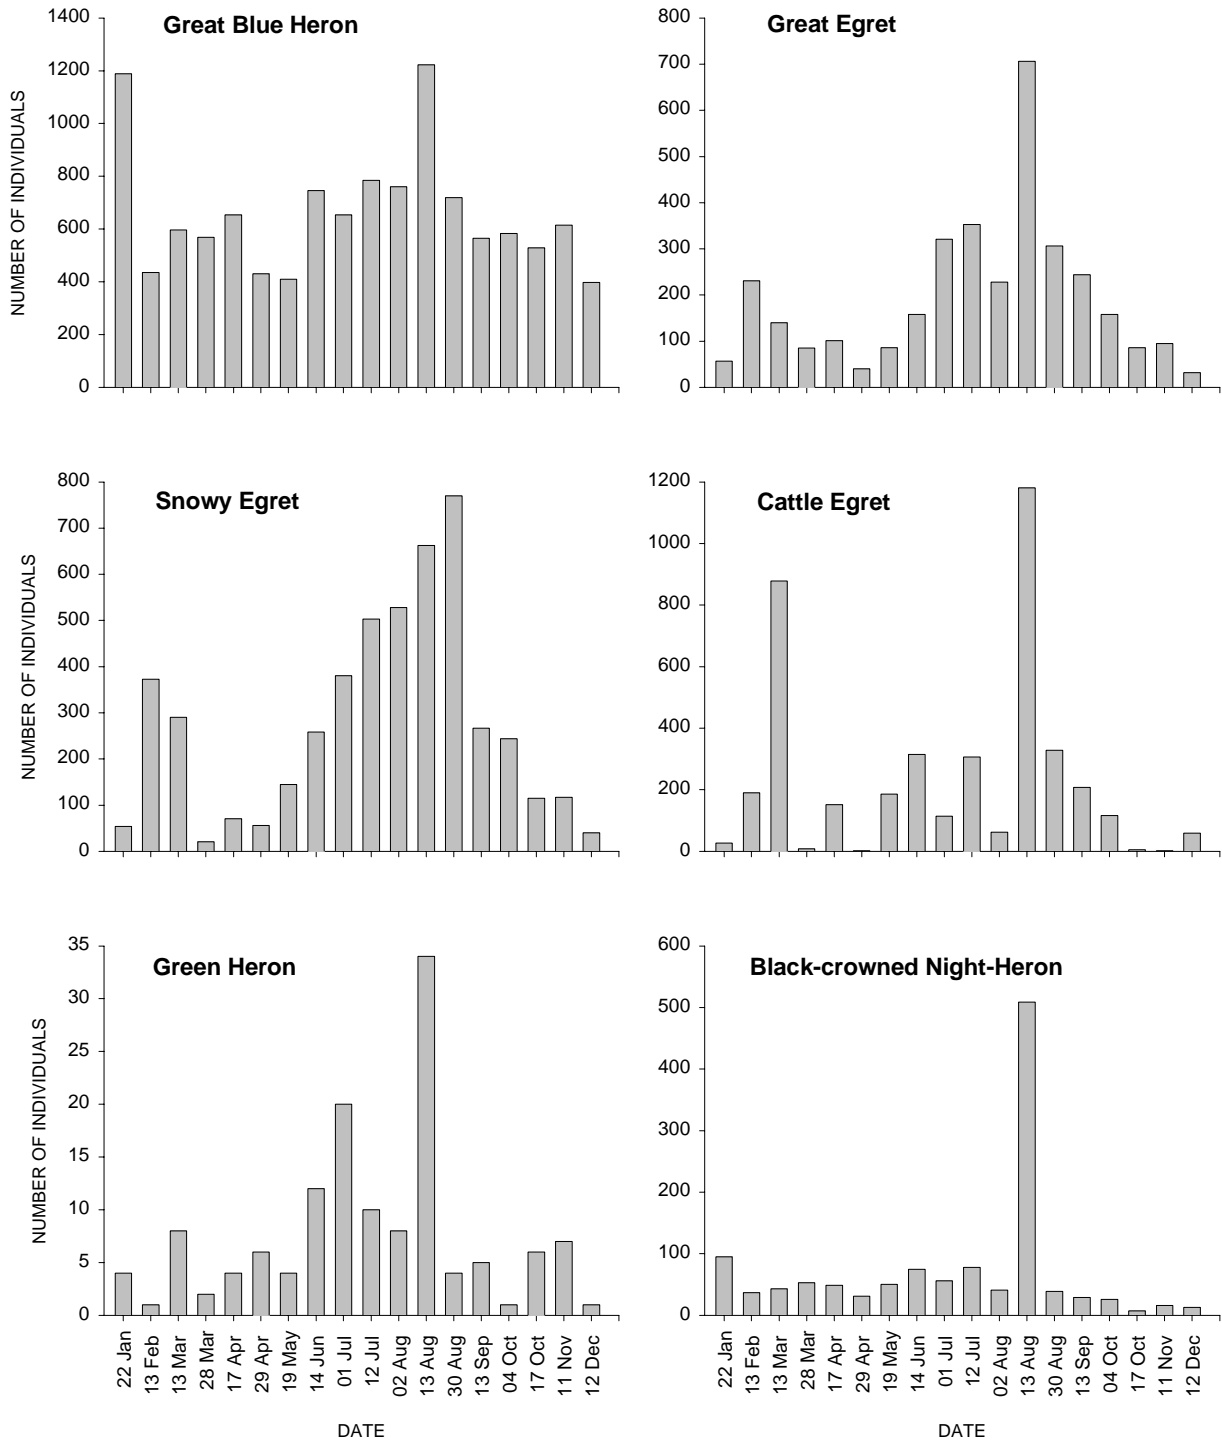 Great Blue Heron
NUMBER OF INDIVIDUALS
1400
1200
1000
800
600
400
200
0
Great Egret
800
700
600
500
400
300
200
100
0
Snowy Egret
NUMBER OF INDIVIDUALS
800
700
600
500
400
300
200
100
0
Cattle Egret
1200
1000
800
600
400
200
0
Green Heron
NUMBER OF INDIVIDUALS
35
30
25
20
15
10
5
0
22 Jan
13 Feb
13 Mar
28 Mar
17 Apr
29 Apr
19 May
14 Jun
01 Jul
12 Jul
02 Aug
13 Aug
30 Aug
13 Sep
04 Oct
17 Oct
11 Nov
12 Dec
DATE
Black-crowned Night-Heron
600
500
400
300
200
100
0
22 Jan
13 Feb
13 Mar
28 Mar
17 Apr
29 Apr
19 May
14 Jun
01 Jul
12 Jul
02 Aug
13 Aug
30 Aug
13 Sep
04 Oct
17 Oct
11 Nov
12 Dec
DATE